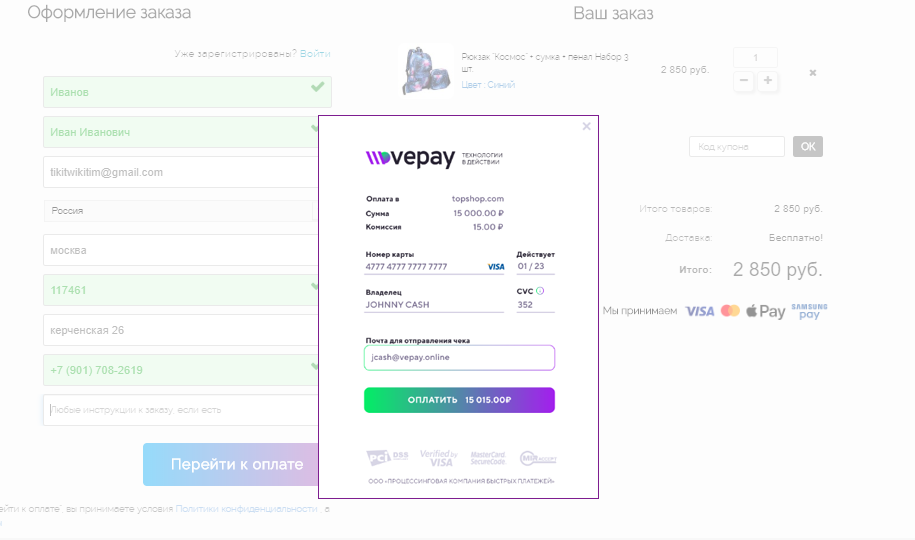 Оформление заказа
Ваш заказ
Уже зарегистрированы? Войти
Иванов
Иван Иванович
tikitwikitim@gmail.com
Россия
москва
117461
керченская 26
+7 (901) 708-2619
Любые инструкции к заказу, если есть
Перейти к оплате
ейти к оплате", вы принимаете условия Политики конфиденциальности , а
Рюкзак "Космос" + сумка + пенал Набор 3
шт.
Цвет : Синий
2 850 руб.
1
Код купона
OK
Итого товаров: 2 850 руб.
Доставка: Бесплатно!
Итого: 2 850 руб.
Мы принимаем VISA Pay SAMSUNG pay
vepay ТЕХНОЛОГИИ
В ДЕЙСТВИИ
Оплата в topshop.com
Сумма 15 000.00 ₽
Комиссия 15.00 ₽
Номер карты Действует
4777 4777 7777 7777 VISA 01 / 23
Владелец CVC
JOHNNY CASH 352
Почта для отправления чека
jcash@vepay.online
ОПЛАТИТЬ 15 015.00₽
PCI DSS Verified by VISA MasterCard. SecureCode. MIR ACCEPT
ООО «ПРОЦЕССИНГОВАЯ КОМПАНИЯ БЫСТРЫХ ПЛАТЕЖЕЙ»